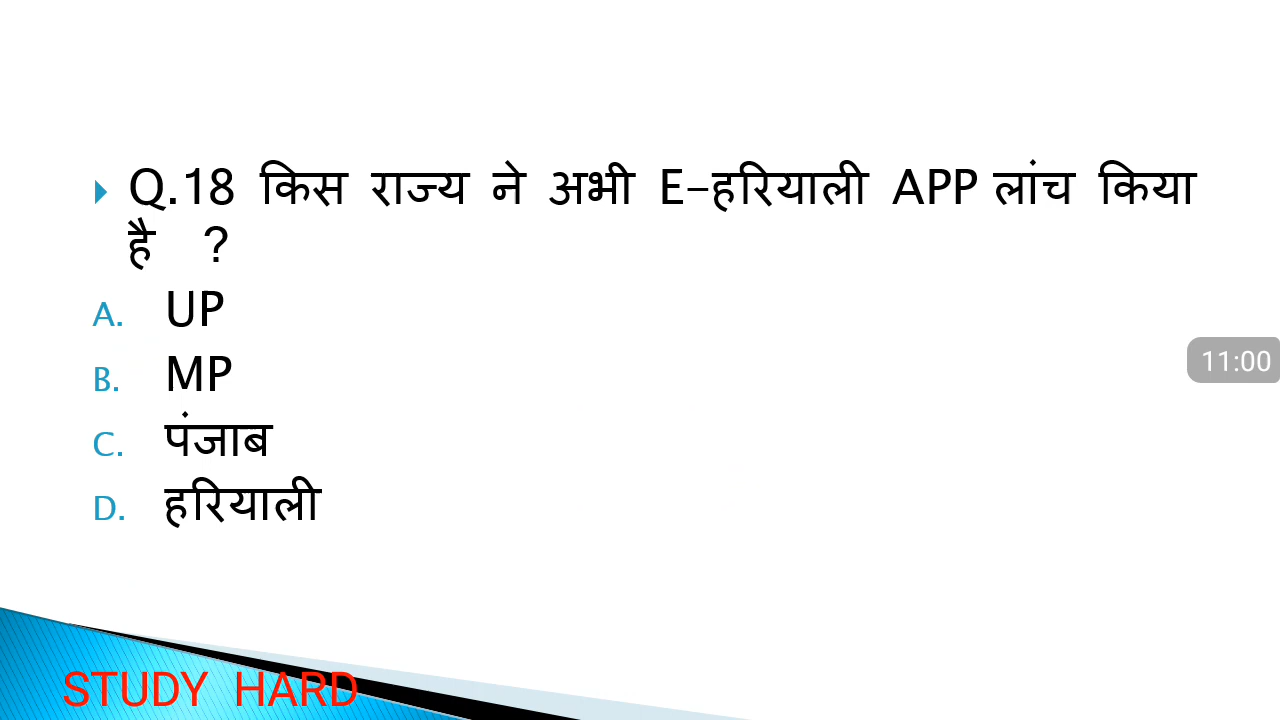 Q.18 किस राज्य ने अभी E-हरियाली APP लांच किया
है ?
A. UP
B. MP
11:00
C. पंजाब
D. हरियाली
STUDY HARD